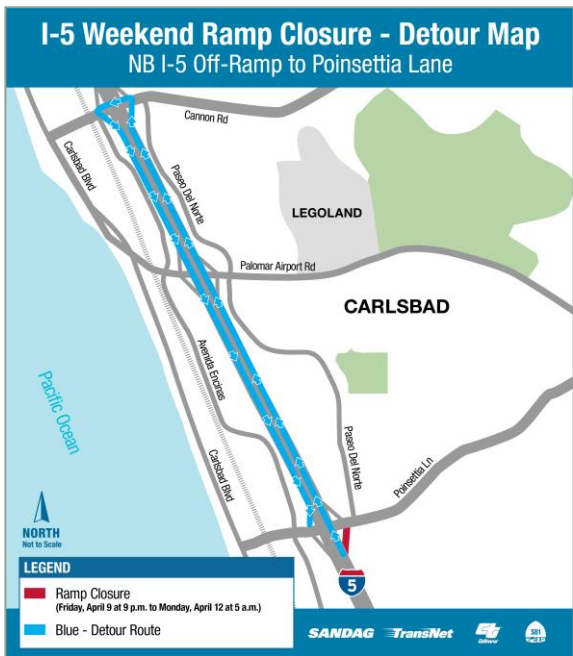 I-5 Weekend Ramp Closure - Detour Map
NB I-5 Off-Ramp to Poinsettia Lane
Cannon Rd
Carlsbad Blvd
Paseo Del Norte
LEGOLAND
Palomar Airport Rd
CARLSBAD
Avenida Encinas
Pacific Ocean
Paseo Del Norte
Poinsettia Ln
Carlsbad Blvd
NORTH
Not to Scale
5
LEGEND
Ramp Closure
(Friday, April 9 at 9 p.m. to Monday, April 12 at 5 a.m.)
Blue - Detour Route
SANDAG TransNet Caltrans SB1